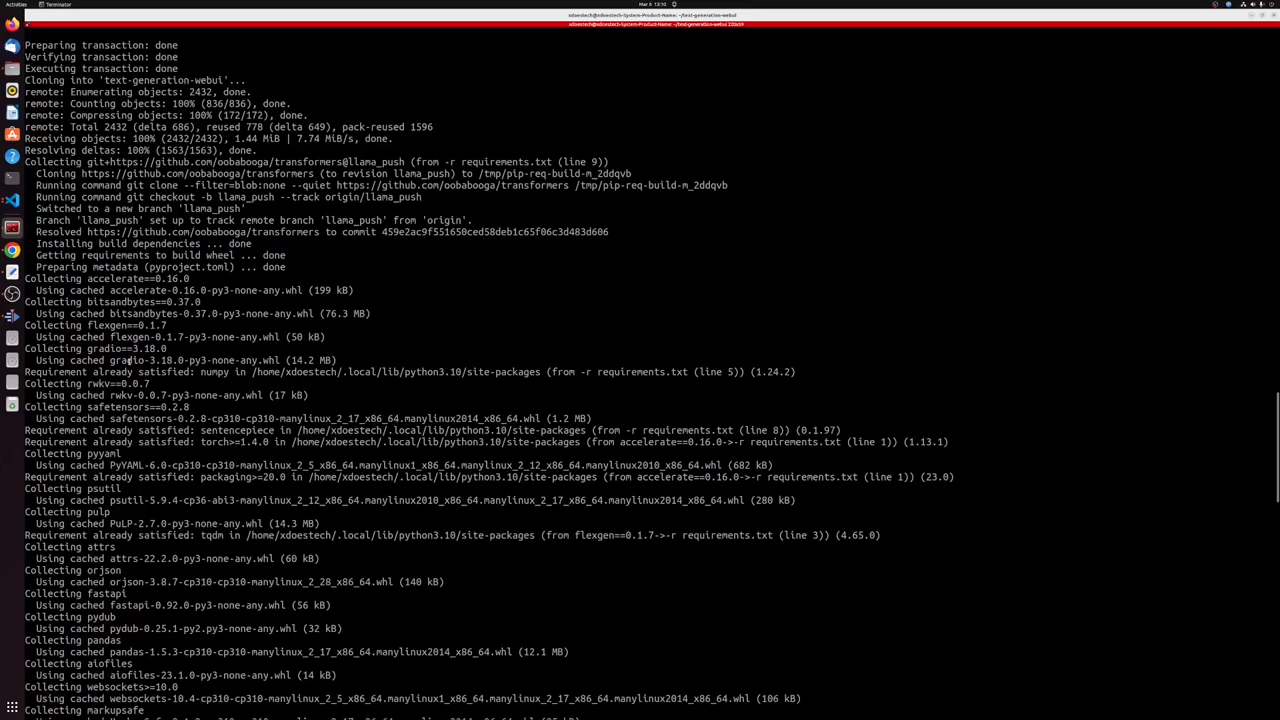 Activities
Terminator
Mar 6 13:10
xdoestech@xdoestech-System-Product-Name: ~/text-generation-webui
xdoestech@xdoestech-System-Product-Name: ~/text-generation-webui 220x59
Preparing transaction: done
Verifying transaction: done
Executing transaction: done
Cloning into 'text-generation-webui'...
remote: Enumerating objects: 2432, done.
remote: Counting objects: 100% (836/836), done.
remote: Compressing objects: 100% (172/172), done.
remote: Total 2432 (delta 686), reused 778 (delta 649), pack-reused 1596
Receiving objects: 100% (2432/2432), 1.44 MiB | 7.74 MiB/s, done.
Resolving deltas: 100% (1563/1563), done.
Collecting git+https://github.com/oobabooga/transformers@llama_push (from -r requirements.txt (line 9))
Cloning https://github.com/oobabooga/transformers (to revision llama_push) to /tmp/pip-req-build-m_2ddqvb
Running command git clone --filter=blob:none --quiet https://github.com/oobabooga/transformers /tmp/pip-req-build-m_2ddqvb
Running command git checkout -b llama_push --track origin/llama_push
Switched to a new branch 'llama_push'
Branch 'llama_push' set up to track remote branch 'llama_push' from 'origin'.
Resolved https://github.com/oobabooga/transformers to commit 459e2ac9f551650ced58deb1c65f06c3d483d606
Installing build dependencies ... done
Getting requirements to build wheel ... done
Preparing metadata (pyproject.toml) ... done
Collecting accelerate==0.16.0
Using cached accelerate-0.16.0-py3-none-any.whl (199 kB)
Collecting bitsandbytes==0.37.0
Using cached bitsandbytes-0.37.0-py3-none-any.whl (76.3 MB)
Collecting flexgen==0.1.7
Using cached flexgen-0.1.7-py3-none-any.whl (50 kB)
Collecting gradio==3.18.0
Using cached gradio-3.18.0-py3-none-any.whl (14.2 MB)
Requirement already satisfied: numpy in /home/xdoestech/.local/lib/python3.10/site-packages (from -r requirements.txt (line 5)) (1.24.2)
Collecting rwkv==0.0.7
Using cached rwkv-0.0.7-py3-none-any.whl (17 kB)
Collecting safetensors==0.2.8
Using cached safetensors-0.2.8-cp310-cp310-manylinux_2_17_x86_64.manylinux2014_x86_64.whl (1.2 MB)
Requirement already satisfied: sentencepiece in /home/xdoestech/.local/lib/python3.10/site-packages (from -r requirements.txt (line 8)) (0.1.97)
Requirement already satisfied: torch>=1.4.0 in /home/xdoestech/.local/lib/python3.10/site-packages (from accelerate==0.16.0->-r requirements.txt (line 1)) (1.13.1)
Collecting pyyaml
Using cached PyYAML-6.0-cp310-cp310-manylinux_2_5_x86_64.manylinux1_x86_64.manylinux_2_12_x86_64.manylinux2010_x86_64.whl (682 kB)
Requirement already satisfied: packaging>=20.0 in /home/xdoestech/.local/lib/python3.10/site-packages (from accelerate==0.16.0->-r requirements.txt (line 1)) (23.0)
Collecting psutil
Using cached psutil-5.9.4-cp36-abi3-manylinux_2_12_x86_64.manylinux2010_x86_64.manylinux_2_17_x86_64.manylinux2014_x86_64.whl (280 kB)
Collecting pulp
Using cached PuLP-2.7.0-py3-none-any.whl (14.3 MB)
Requirement already satisfied: tqdm in /home/xdoestech/.local/lib/python3.10/site-packages (from flexgen==0.1.7->-r requirements.txt (line 3)) (4.65.0)
Collecting attrs
Using cached attrs-22.2.0-py3-none-any.whl (60 kB)
Collecting orjson
Using cached orjson-3.8.7-cp310-cp310-manylinux_2_28_x86_64.whl (140 kB)
Collecting fastapi
Using cached fastapi-0.92.0-py3-none-any.whl (56 kB)
Collecting pydub
Using cached pydub-0.25.1-py2.py3-none-any.whl (32 kB)
Collecting pandas
Using cached pandas-1.5.3-cp310-cp310-manylinux_2_17_x86_64.manylinux2014_x86_64.whl (12.1 MB)
Collecting aiofiles
Using cached aiofiles-23.1.0-py3-none-any.whl (14 kB)
Collecting websockets>=10.0
Using cached websockets-10.4-cp310-cp310-manylinux_2_5_x86_64.manylinux1_x86_64.manylinux_2_17_x86_64.manylinux2014_x86_64.whl (106 kB)
Collecting markupsafe